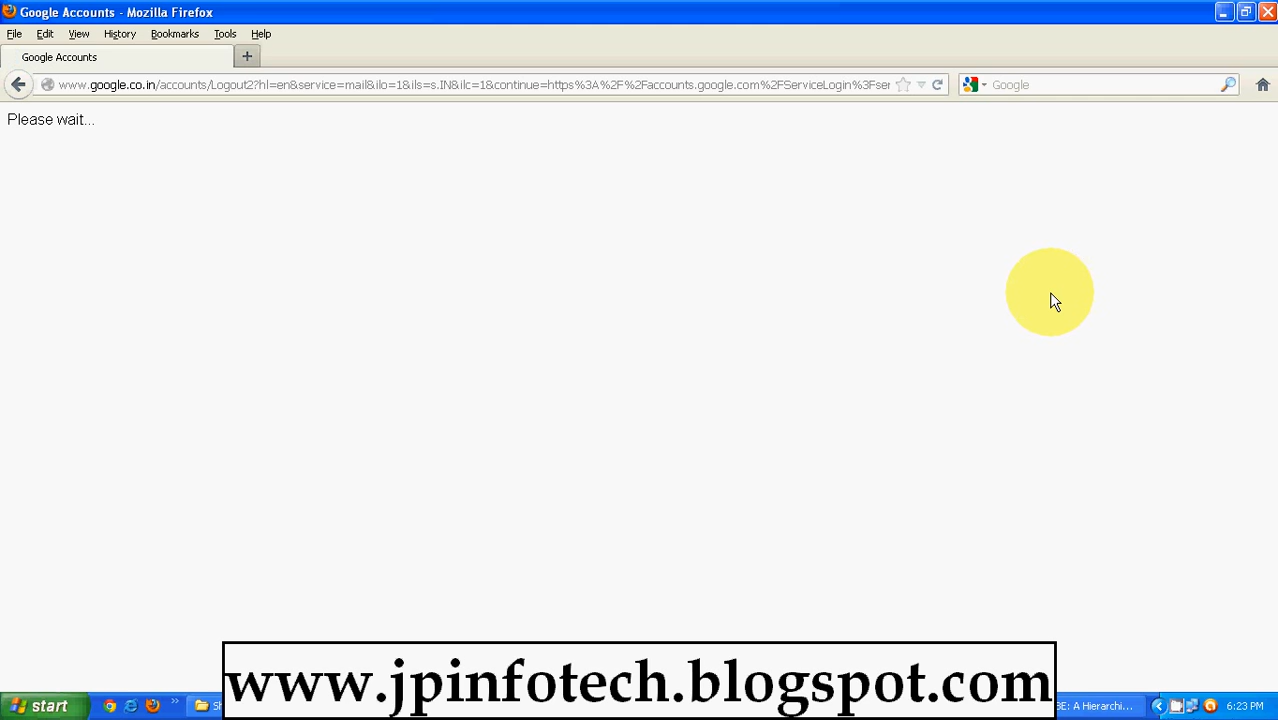 Google Accounts - Mozilla Firefox
File Edit View History Bookmarks Tools Help
Google Accounts
www.google.co.in/accounts/Logout2?hl=en&service=mail&ilo=1&ils=s.IN&ilc=1&continue=https%3A%2F%2Faccounts.google.com%2FServiceLogin%3Fser
Google
Please wait...
www.jpinfotech.blogspot.com
start
BE: A Hierarchi...
6:23 PM